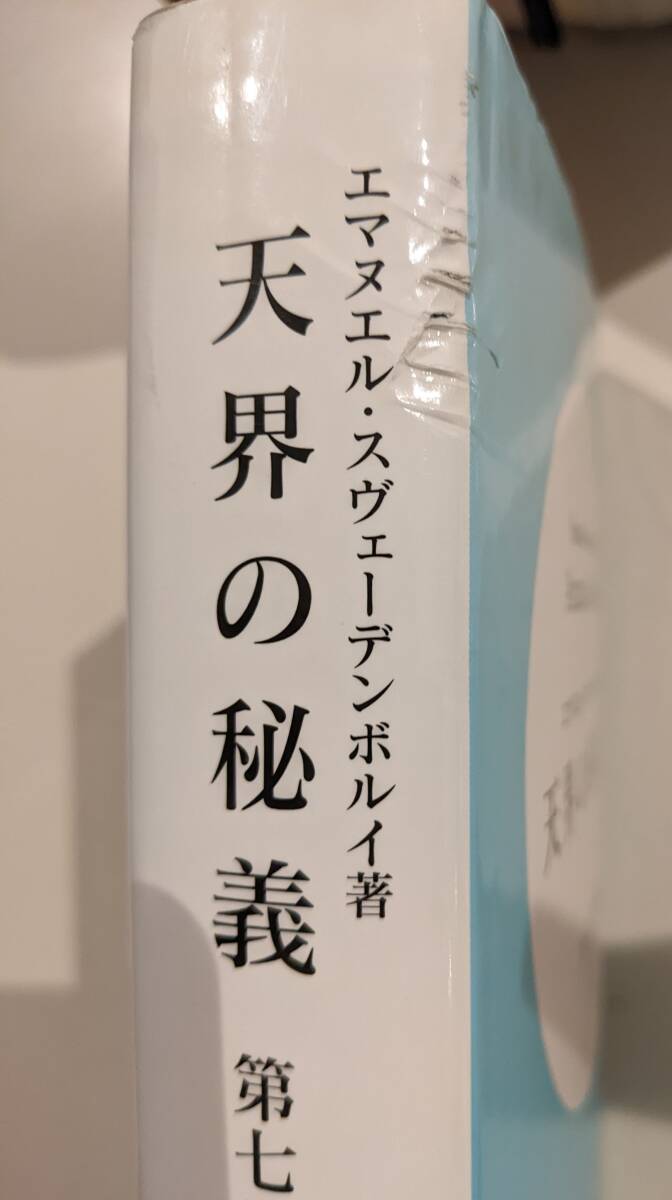 エマヌエル・スヴェーデンボルイ著
天界の秘義 第七